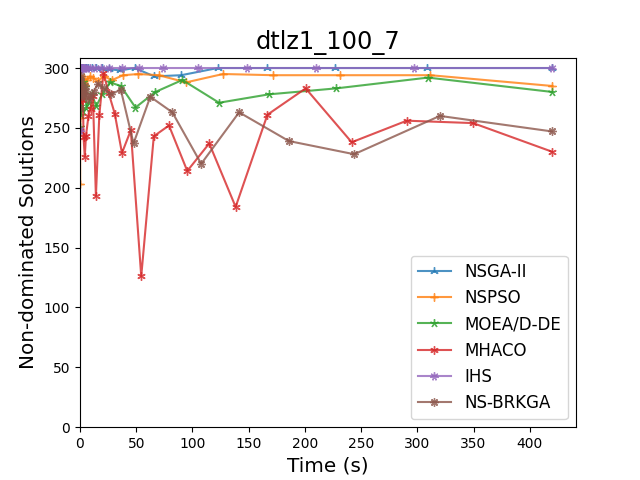 dtlz1_100_7
Non-dominated Solutions
300
250
200
150
100
50
0
0 50 100 150 200 250 300 350 400
Time (s)
NSGA-II
NSPSO
MOEA/D-DE
MHACO
IHS
NS-BRKGA